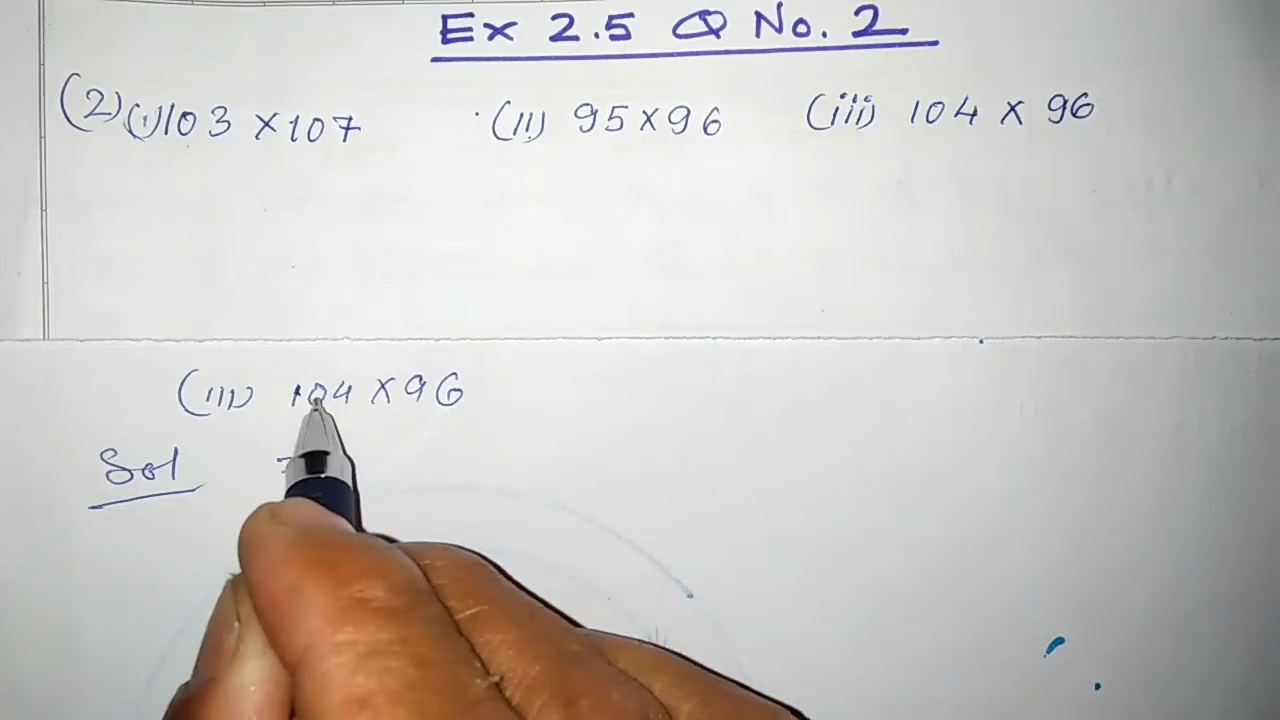 Ex 2.5 Q No. 2
(2) (i) 103 × 107 (ii) 95 × 96 (iii) 104 × 96
(iii) 104 × 96
Sol =